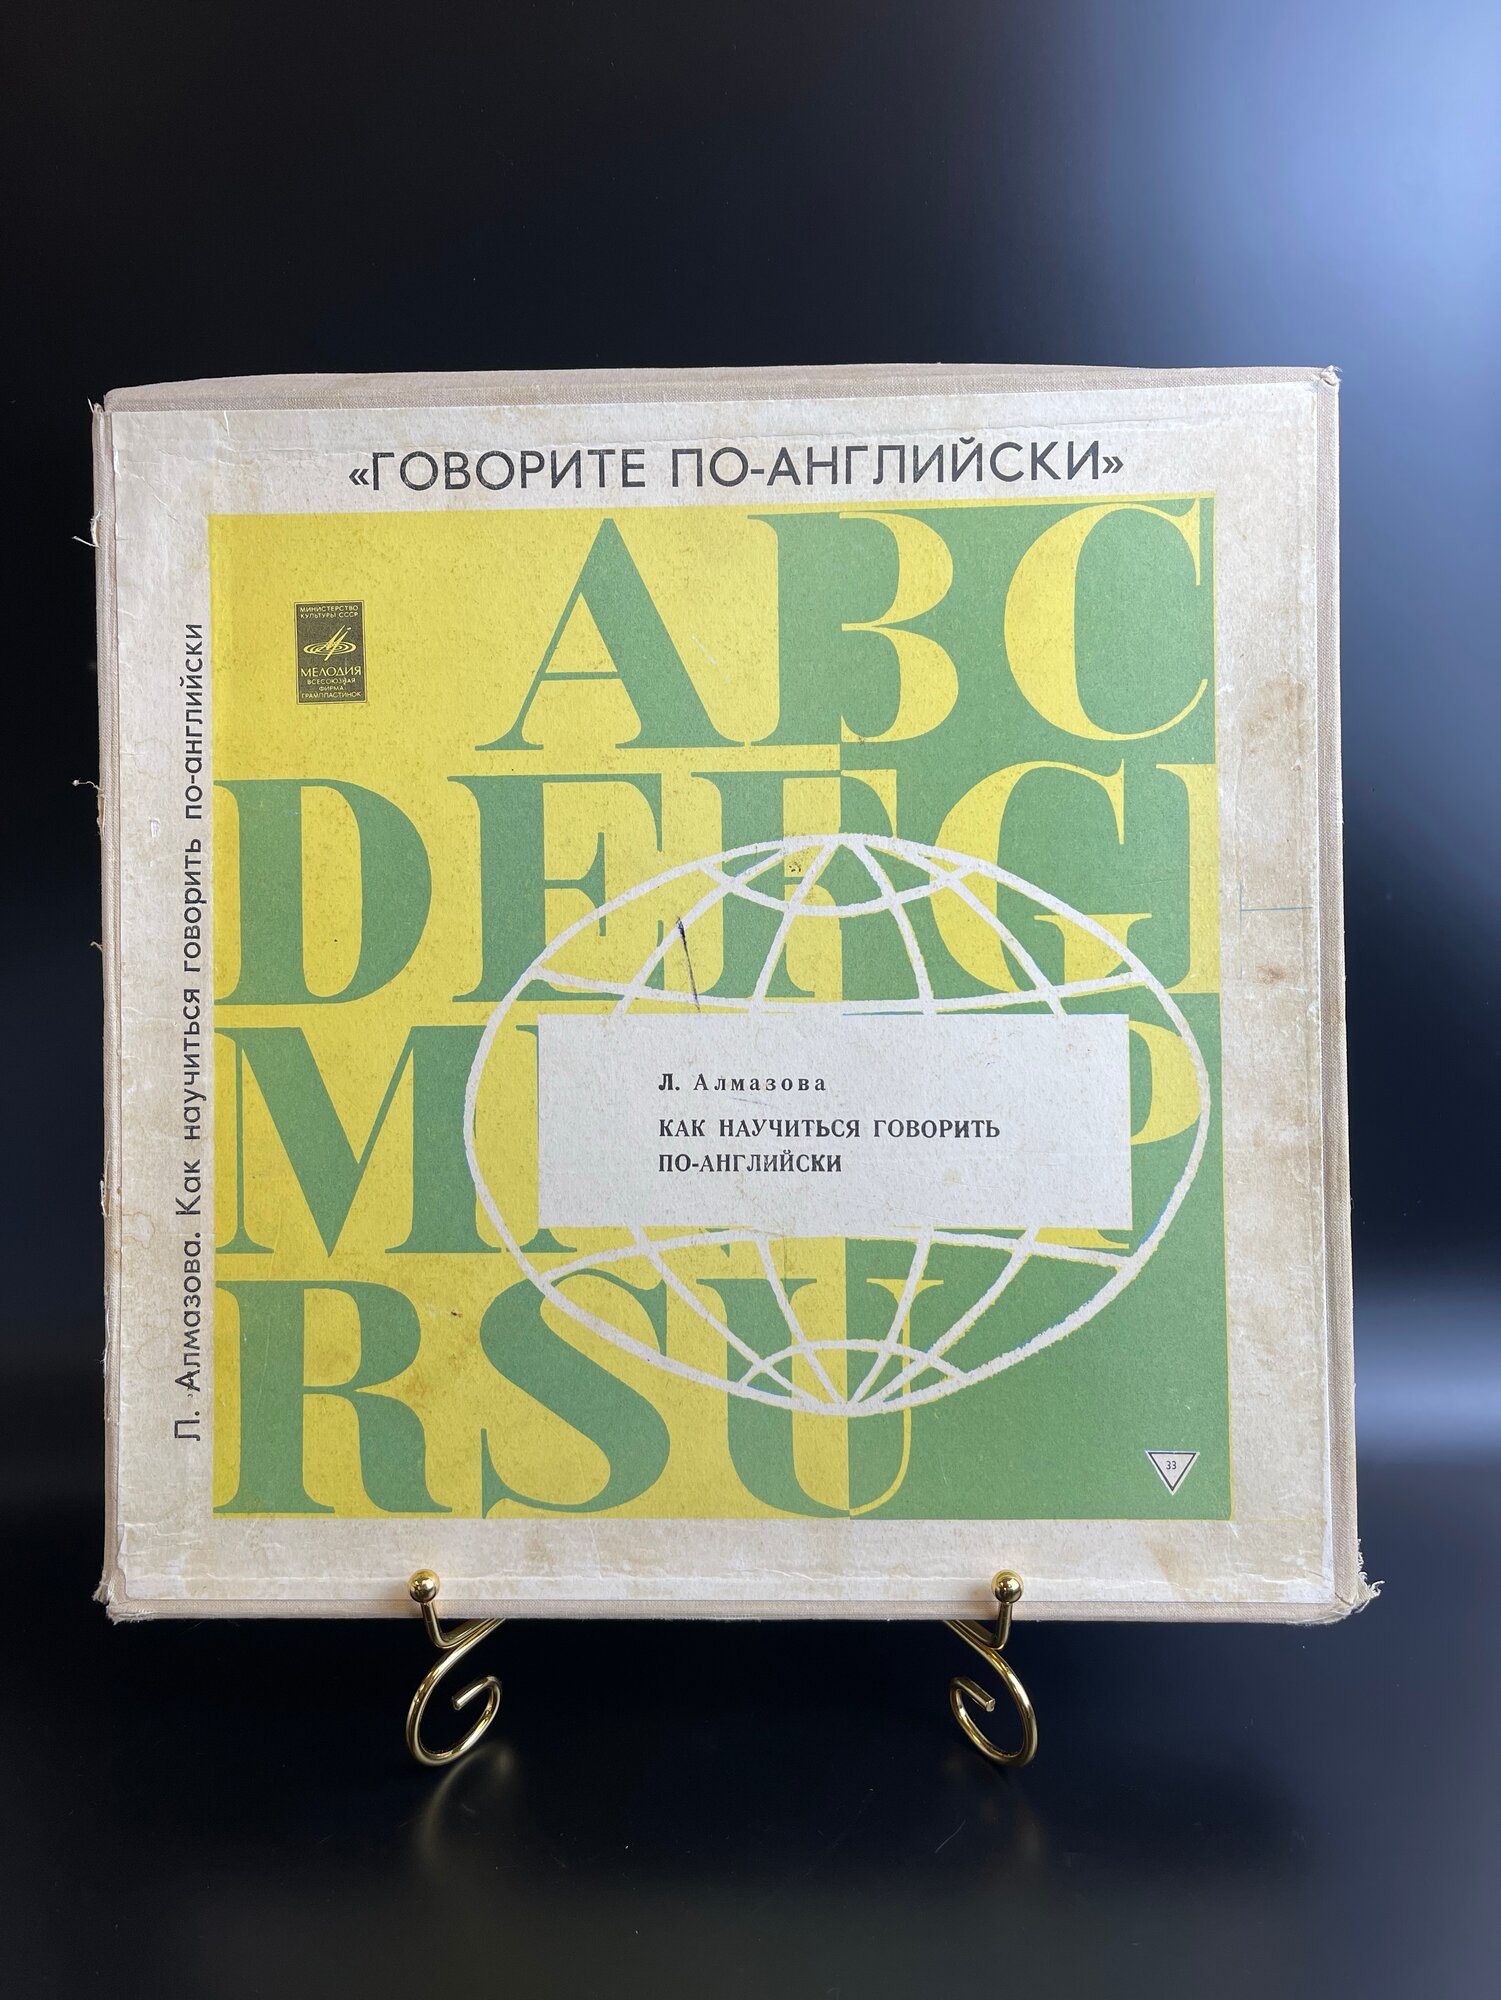 «ГОВОРИТЕ ПО-АНГЛИЙСКИ»
Л. Алмазова. Как научиться говорить по-английски
МИНИСТЕРСТВО
КУЛЬТУРЫ СССР
МЕЛОДИЯ
ВСЕСОЮЗНАЯ
ФИРМА
ГРАМПЛАСТИНОК
ABC
DEFG
M P
RSU
Л. Алмазова
КАК НАУЧИТЬСЯ ГОВОРИТЬ
ПО-АНГЛИЙСКИ
33